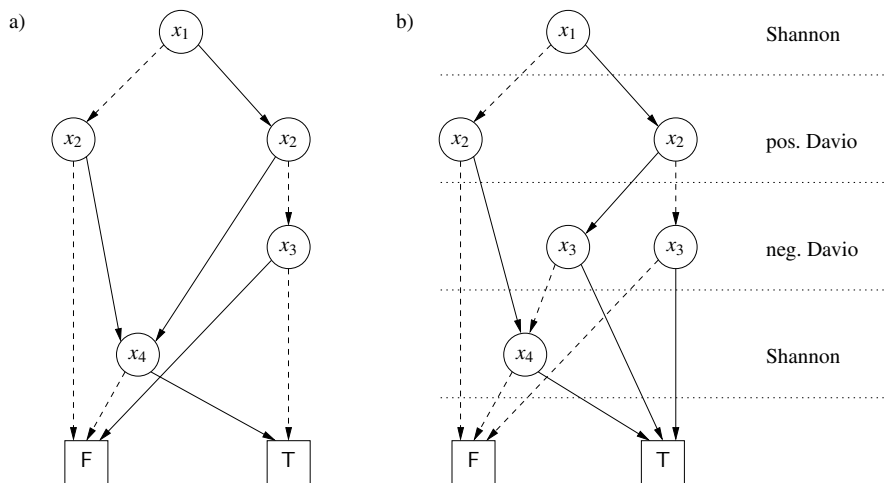 a)
b)
x1
x1
Shannon
x2
x2
x2
x2
pos. Davio
x3
x3
x3
neg. Davio
x4
x4
Shannon
F
T
F
T